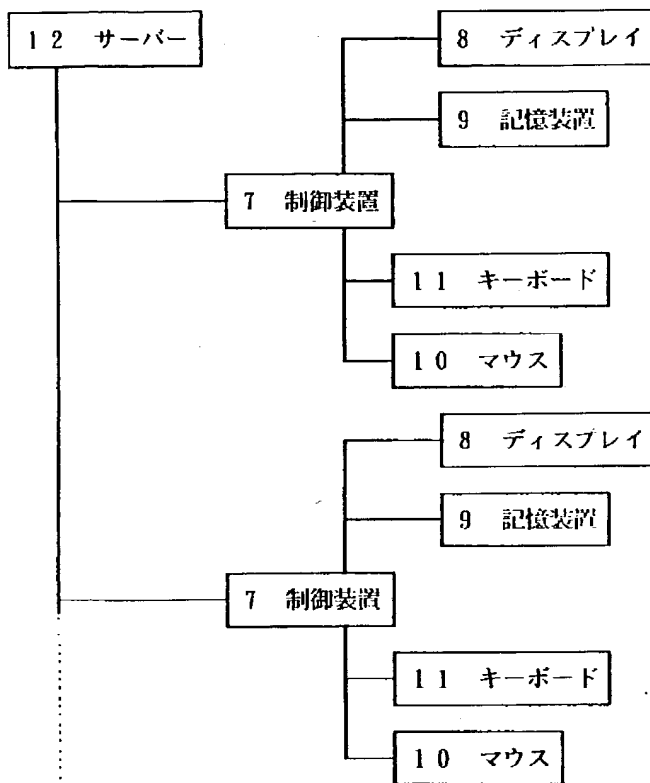 12 サーバー
8 ディスプレイ
9 記憶装置
7 制御装置
11 キーボード
10 マウス
8 ディスプレイ
9 記憶装置
7 制御装置
11 キーボード
10 マウス